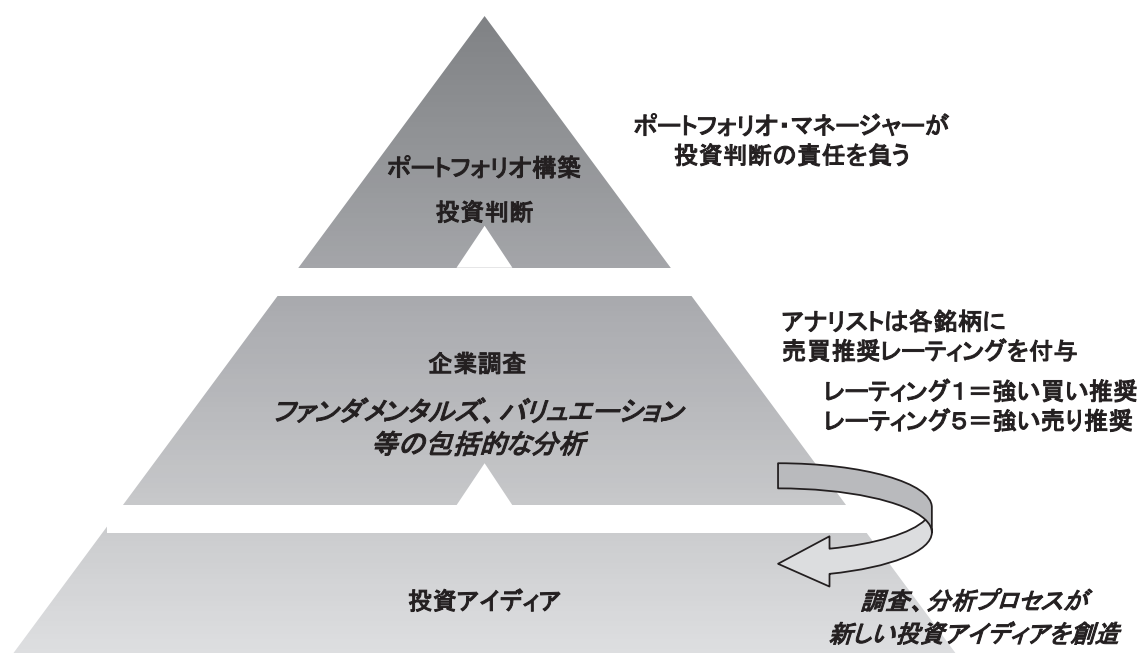 ポートフォリオ・マネージャーが
投資判断の責任を負う
ポートフォリオ構築
投資判断
アナリストは各銘柄に
売買推奨レーティングを付与
レーティング1=強い買い推奨
レーティング5=強い売り推奨
企業調査
ファンダメンタルズ、バリュエーション
等の包括的な分析
投資アイディア
調査、分析プロセスが
新しい投資アイディアを創造